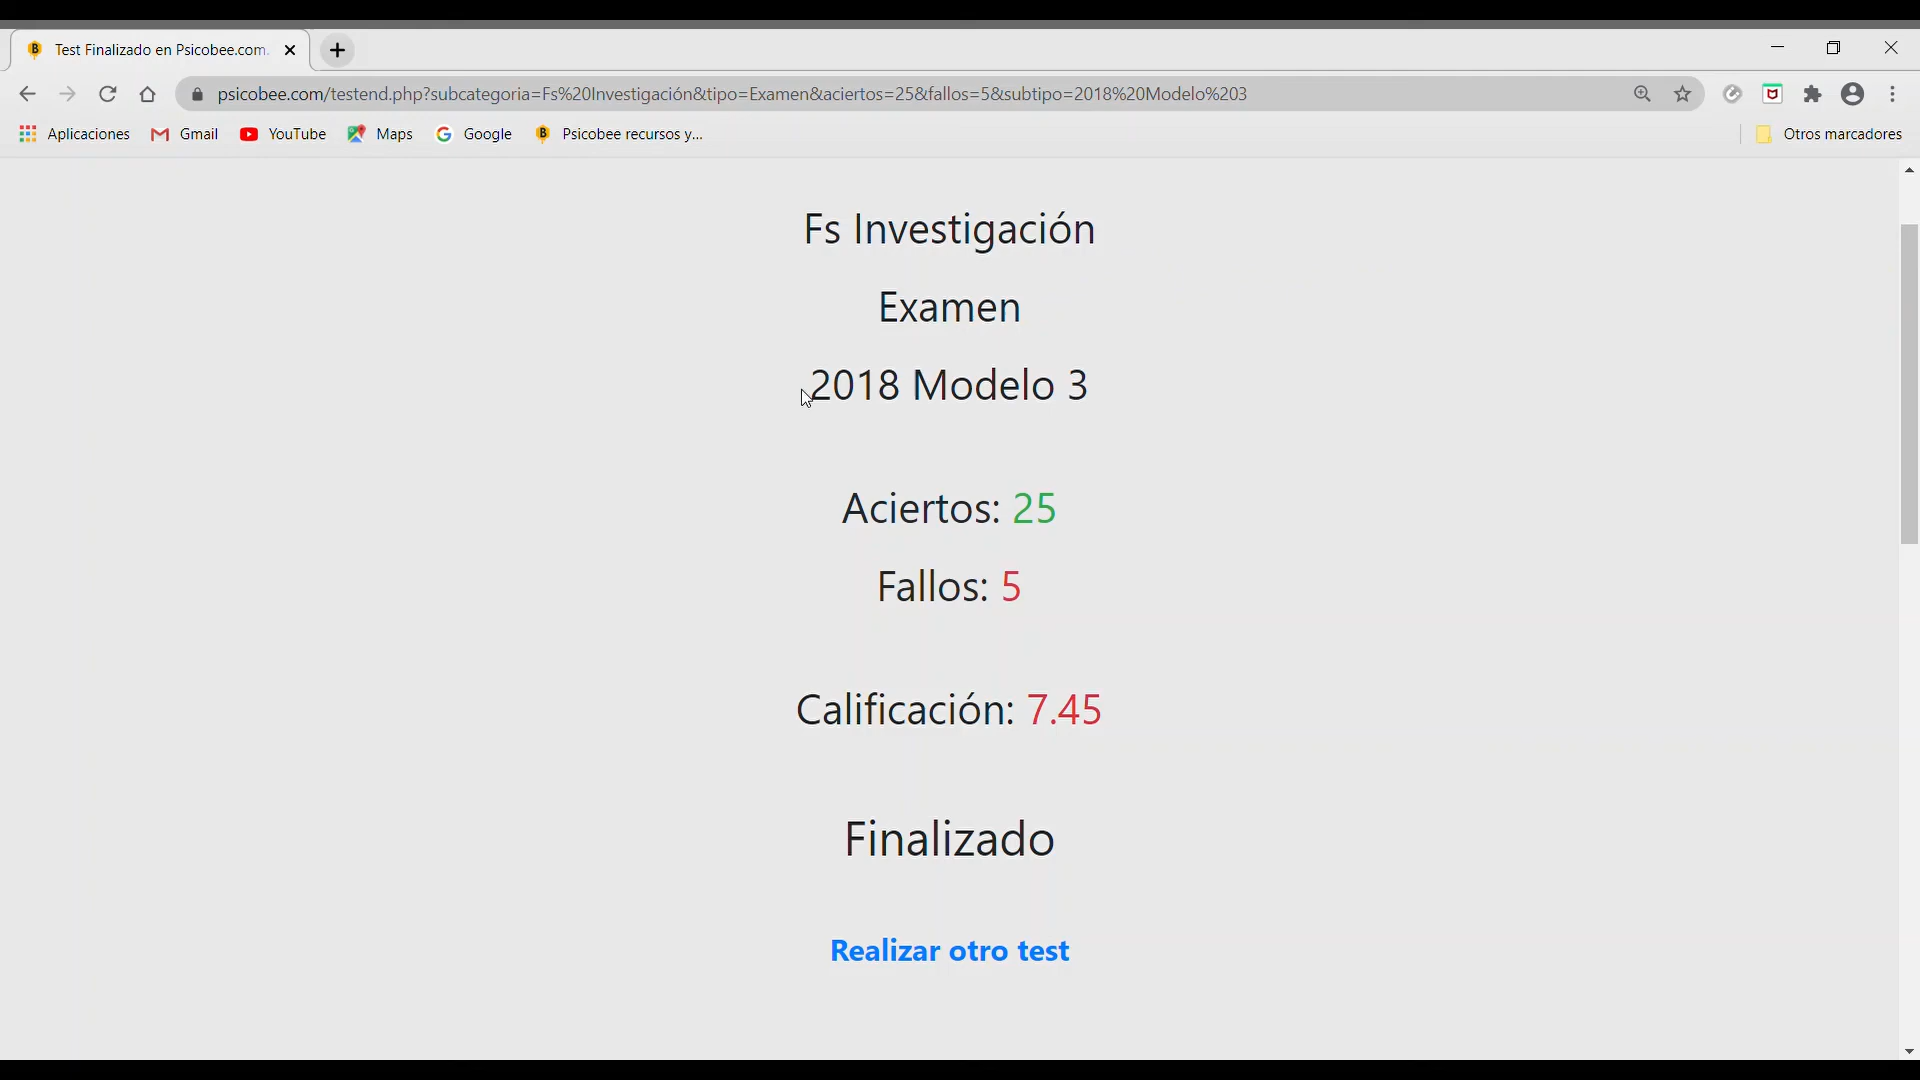 Test Finalizado en Psicobee.com.
psicobee.com/testend.php?subcategoria=Fs%20Investigación&tipo=Examen&aciertos=25&fallos=5&subtipo=2018%20Modelo%203
Aplicaciones Gmail YouTube Maps Google Psicobee recursos y... Otros marcadores
Fs Investigación
Examen
2018 Modelo 3
Aciertos: 25
Fallos: 5
Calificación: 7.45
Finalizado
Realizar otro test